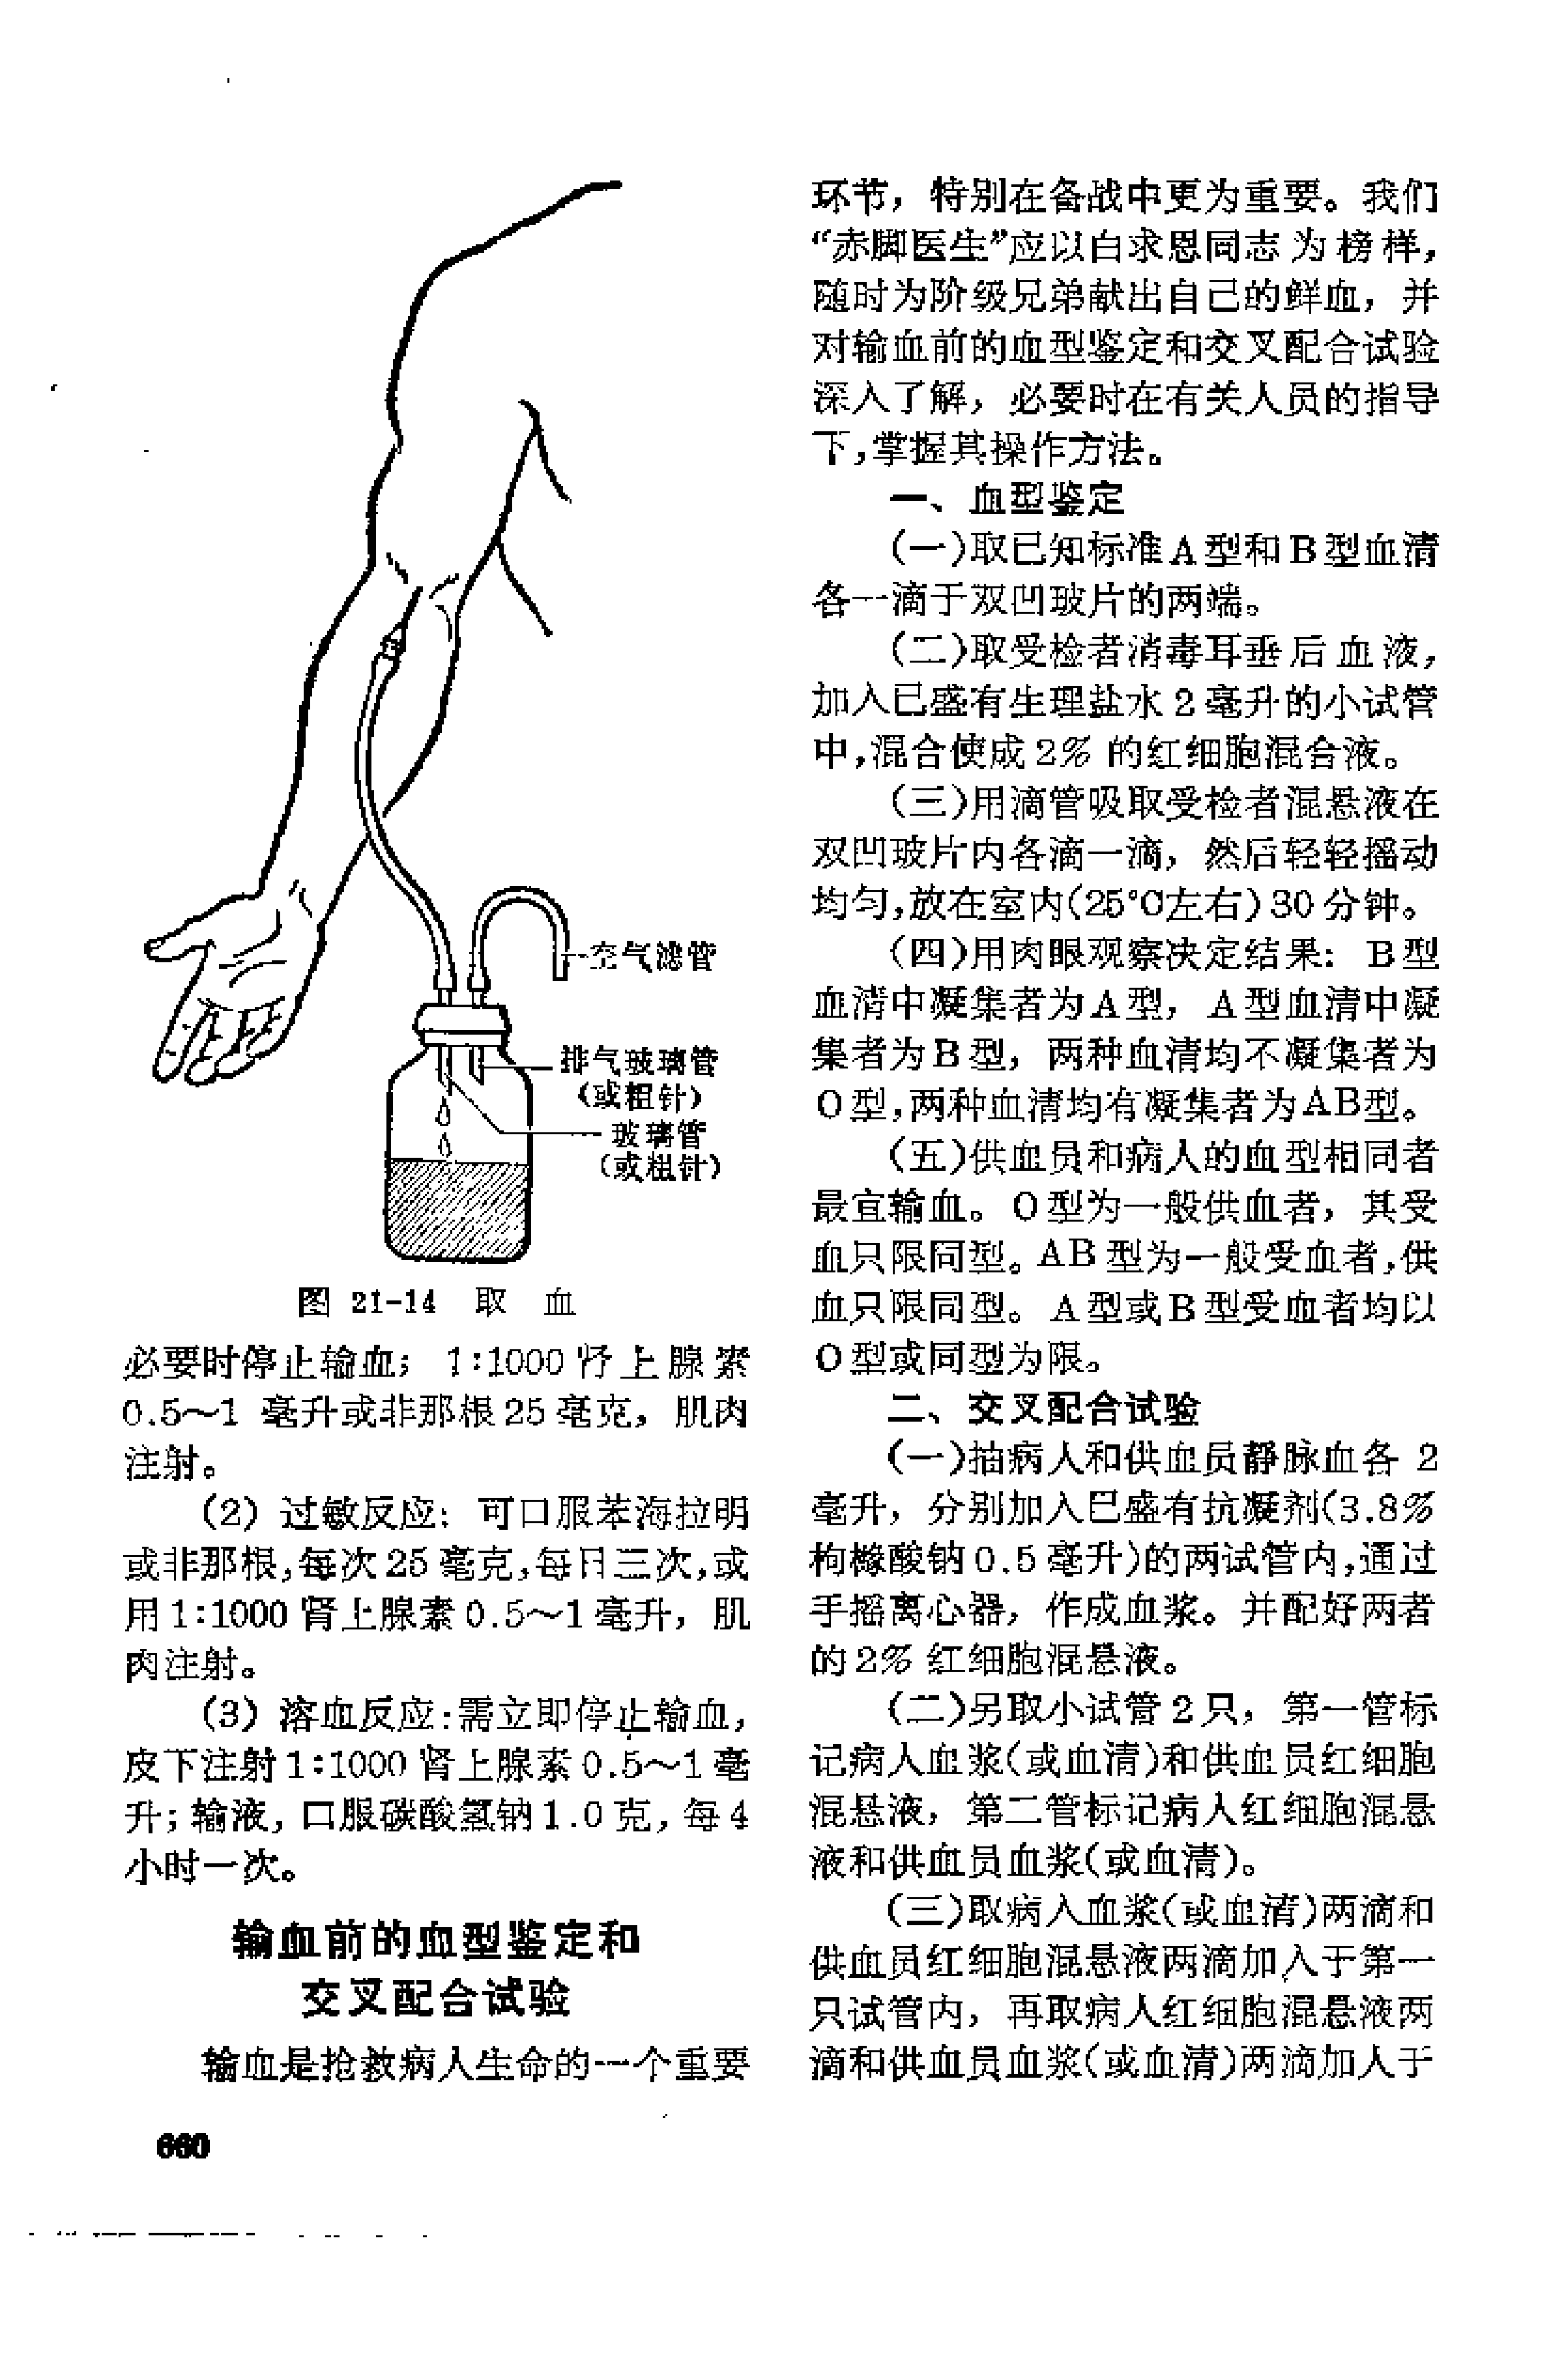 空气滤管
排气玻璃管
(或粗针)
玻璃管
(或粗针)
图 21-14 取 血
必要时停止输血； 1:1000 肾上腺素
0.5～1 毫升或非那根 25 毫克，肌肉
注射。
(2) 过敏反应： 可口服苯海拉明
或非那根，每次 25 毫克，每日三次，或
用 1:1000 肾上腺素 0.5～1 毫升，肌
肉注射。
(3) 溶血反应：需立即停止输血，
皮下注射 1:1000 肾上腺素 0.5～1 毫
升；输液，口服碳酸氢钠 1.0 克，每 4
小时一次。
输血前的血型鉴定和
交叉配合试验
输血是抢救病人生命的一个重要
环节，特别在备战中更为重要。我们
“赤脚医生”应以白求恩同志为榜样，
随时为阶级兄弟献出自己的鲜血，并
对输血前的血型鉴定和交叉配合试验
深入了解，必要时在有关人员的指导
下，掌握其操作方法。
一、血型鉴定
(一)取已知标准 A 型和 B 型血清
各一滴于双凹玻片的两端。
(二)取受检者消毒耳垂后血液，
加入已盛有生理盐水 2 毫升的小试管
中，混合使成 2% 的红细胞混合液。
(三)用滴管吸取受检者混悬液在
双凹玻片内各滴一滴，然后轻轻摇动
均匀，放在室内(25°C左右) 30 分钟。
(四)用肉眼观察决定结果： B 型
血清中凝集者为 A 型， A 型血清中凝
集者为 B 型，两种血清均不凝集者为
O 型，两种血清均有凝集者为AB型。
(五)供血员和病人的血型相同者
最宜输血。 O 型为一般供血者，其受
血只限同型。 AB 型为一般受血者，供
血只限同型。 A 型或 B 型受血者均以
O 型或同型为限。
二、交叉配合试验
(一)抽病人和供血员静脉血各 2
毫升，分别加入已盛有抗凝剂(3.8%
枸橼酸钠 0.5 毫升)的两试管内，通过
手摇离心器，作成血浆。并配好两者
的 2% 红细胞混悬液。
(二)另取小试管 2 只，第一管标
记病人血浆(或血清)和供血员红细胞
混悬液，第二管标记病人红细胞混悬
液和供血员血浆(或血清)。
(三)取病人血浆(或血清)两滴和
供血员红细胞混悬液两滴加入于第一
只试管内，再取病人红细胞混悬液两
滴和供血员血浆(或血清)两滴加入于
660